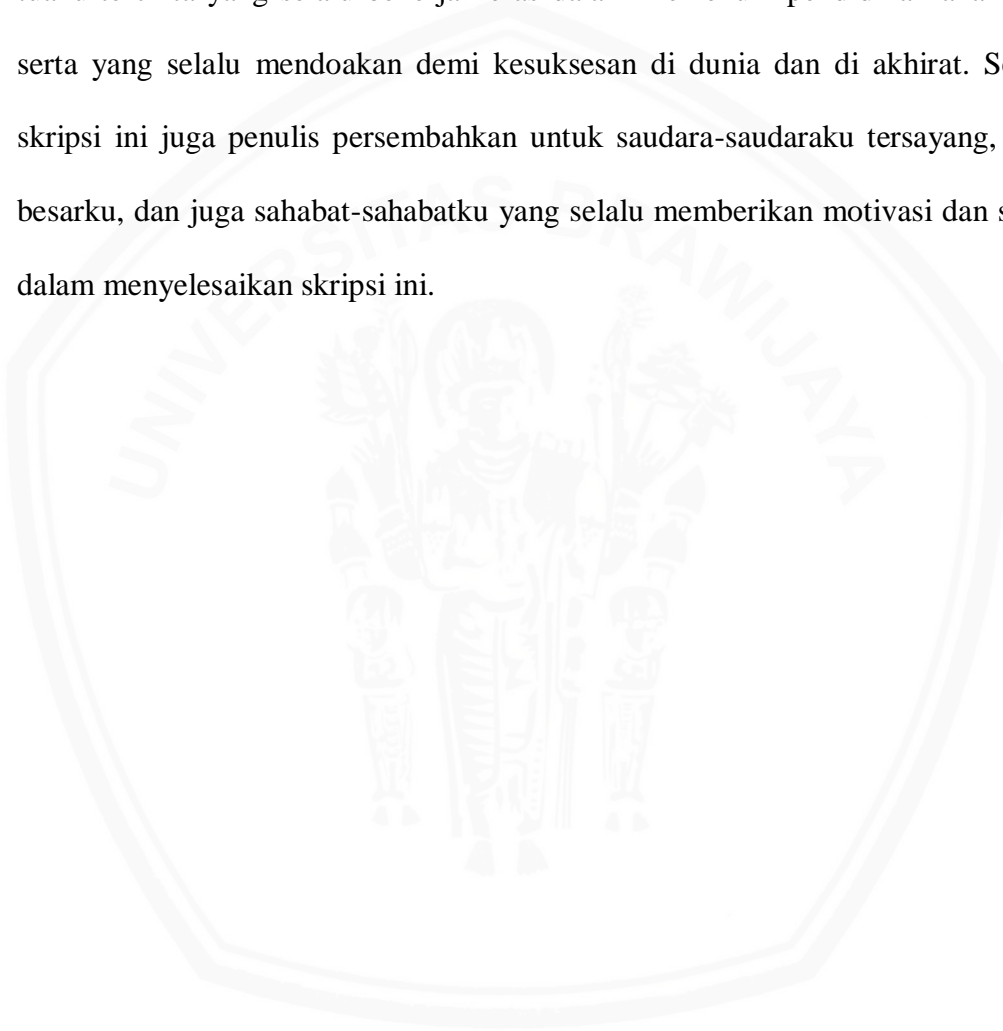 serta yang selalu mendoakan demi kesuksesan di dunia dan di akhirat.
skripsi ini juga penulis persembahkan untuk saudara-saudaraku tersayang,
besarku, dan juga sahabat-sahabatku yang selalu memberikan motivasi dan
dalam menyelesaikan skripsi ini.
UNIVERSITAS BRAWIJAYA